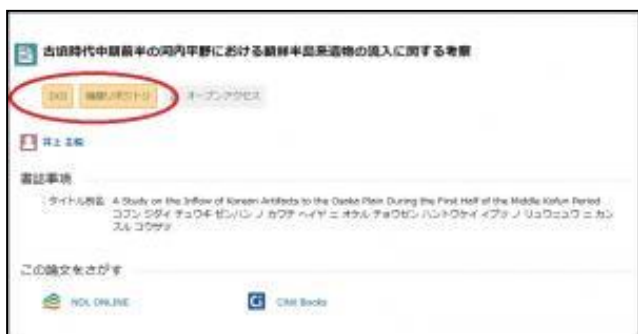 古墳時代中期前半の河内平野における朝鮮半島系遺物の流入に関する考察
DOI 機関リポジトリ オープンアクセス
井上
書誌事項
タイトル別名 A Study on the Inflow of Korean Artifacts to the Osaka Plain During the First Half of the Middle Kofun Period
コフン ジダイ チュウキ ゼンハン ノ カワチ ヘイヤ ニ オケル チョウセン ハントウケイ イブツ ノ リュウニュウ ニ カン
スル コウサツ
この論文をさがす
NDL ONLINE
CiNii Books